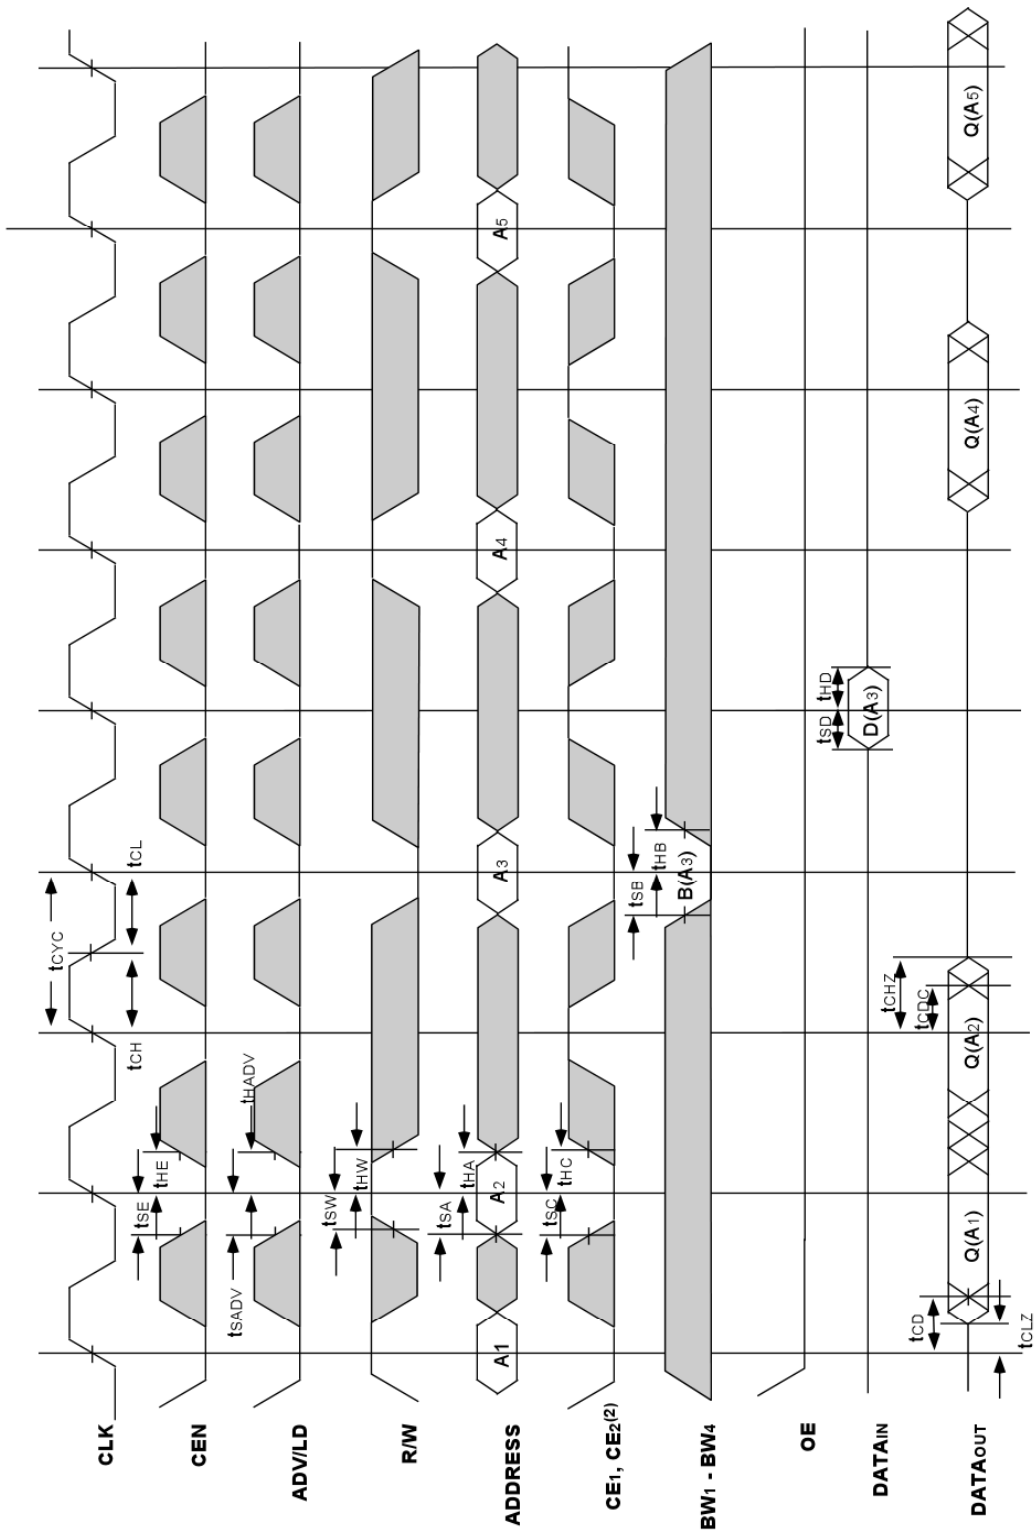 CLK
tCYC
tCH
tCL
CEN
tSE
tHE
ADV/LD
tSADV
tHADV
R/W
tSW
tHW
ADDRESS
A1
tSA
tHA
A2
A3
A4
A5
CE1, CE2(2)
tSC
tHC
BW1 - BW4
tSB
tHB
B(A3)
OE
DATAIN
tSD
tHD
D(A3)
DATAOUT
tCD
tCLZ
Q(A1)
tCHZ
tCDC
Q(A2)
Q(A4)
Q(A5)